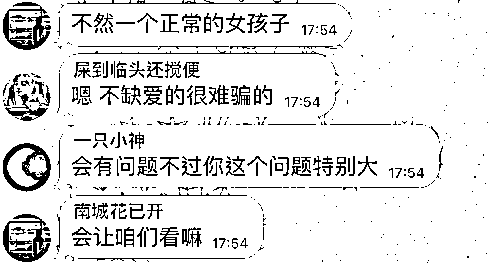 不然一个正常的女孩子 17:54
屎到临头还搅便
嗯 不缺爱的很难骗的 17:54
一只小神
会有问题不过你这个问题特别大 17:54
南城花已开
会让咱们看嘛 17:54